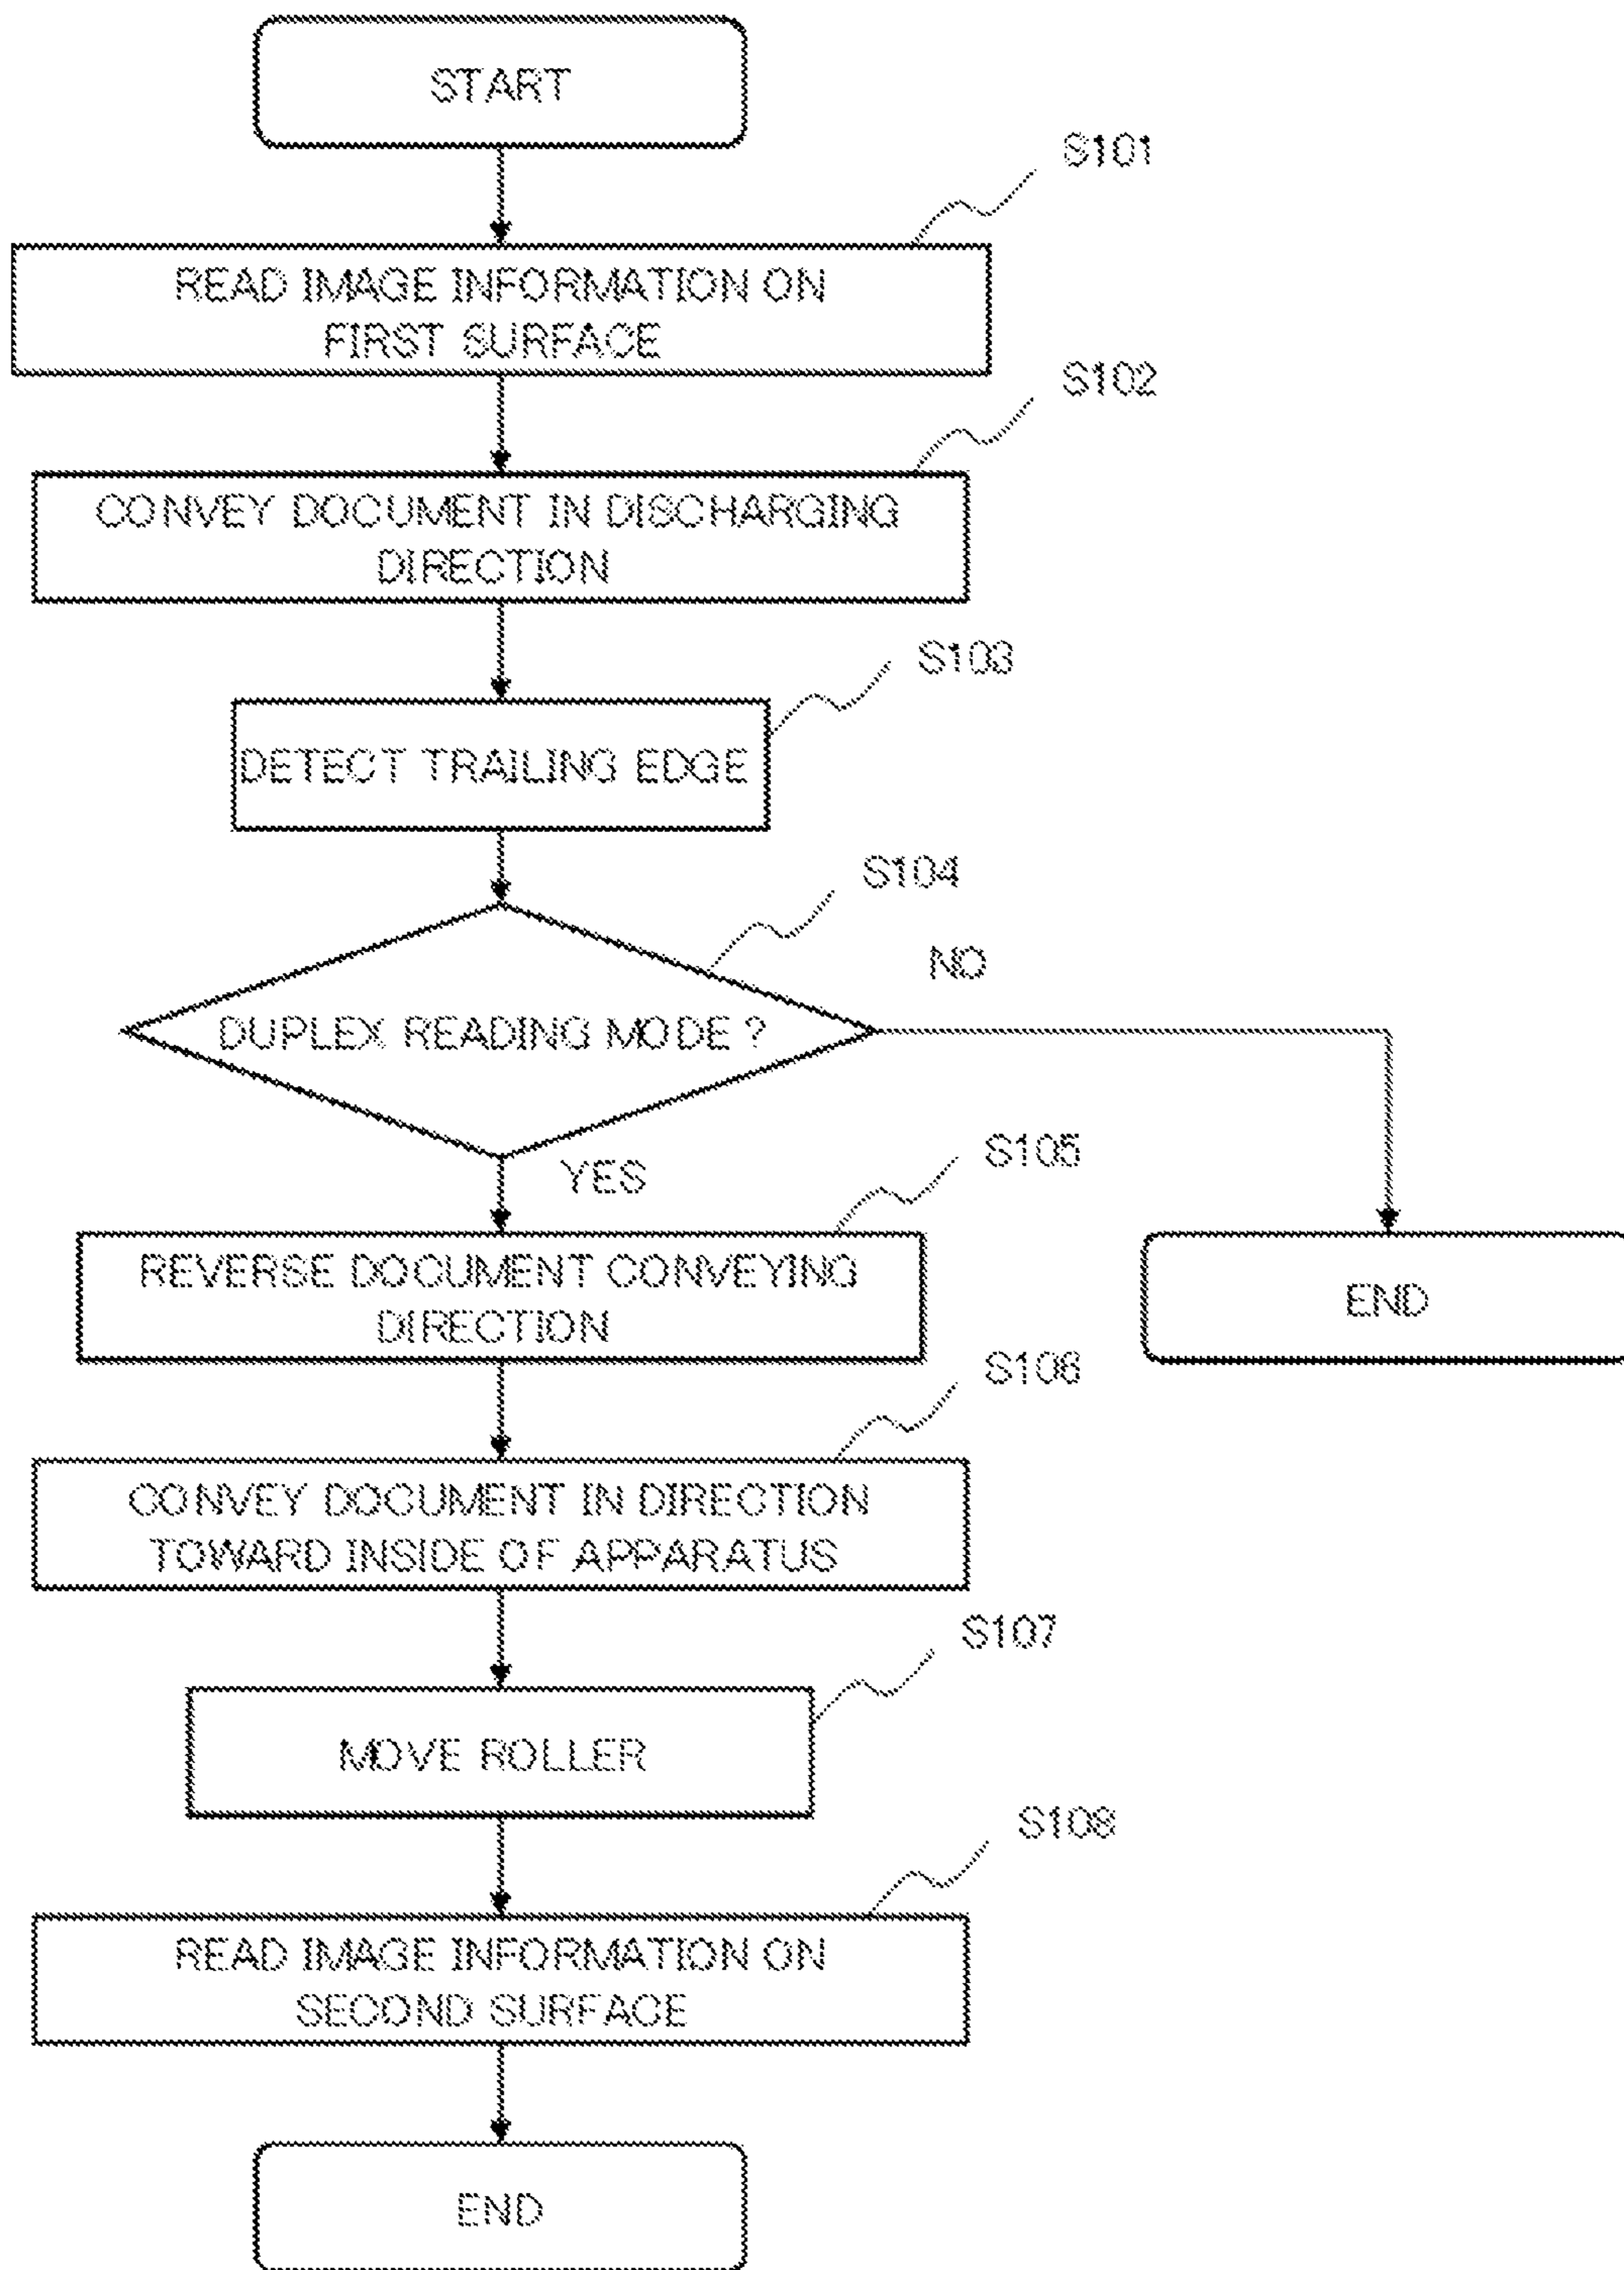 START
S101
READ IMAGE INFORMATION ON
FIRST SURFACE
S102
CONVEY DOCUMENT IN DISCHARGING
DIRECTION
S103
DETECT TRAILING EDGE
S104
NO
DUPLEX READING MODE ?
YES
S105
REVERSE DOCUMENT CONVEYING
DIRECTION
END
S106
CONVEY DOCUMENT IN DIRECTION
TOWARD INSIDE OF APPARATUS
S107
MOVE ROLLER
S108
READ IMAGE INFORMATION ON
SECOND SURFACE
END